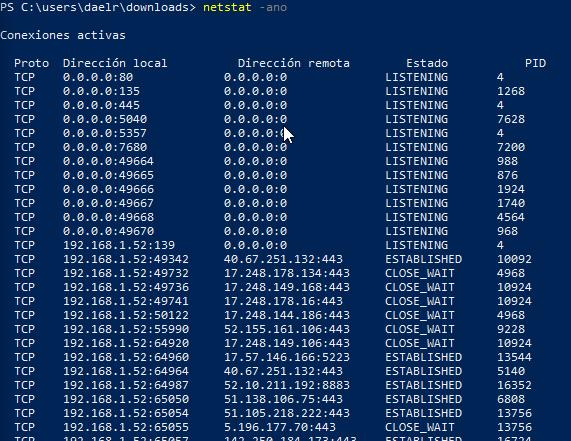 PS C:\users\daelr\downloads> netstat -ano
Conexiones activas
Proto Dirección local Dirección remota Estado PID
TCP 0.0.0.0:80 0.0.0.0:0 LISTENING 4
TCP 0.0.0.0:135 0.0.0.0:0 LISTENING 1268
TCP 0.0.0.0:445 0.0.0.0:0 LISTENING 4
TCP 0.0.0.0:5040 0.0.0.0:0 LISTENING 7628
TCP 0.0.0.0:5357 0.0.0.0:0 LISTENING 4
TCP 0.0.0.0:7680 0.0.0.0:0 LISTENING 7200
TCP 0.0.0.0:49664 0.0.0.0:0 LISTENING 988
TCP 0.0.0.0:49665 0.0.0.0:0 LISTENING 876
TCP 0.0.0.0:49666 0.0.0.0:0 LISTENING 1924
TCP 0.0.0.0:49667 0.0.0.0:0 LISTENING 1740
TCP 0.0.0.0:49668 0.0.0.0:0 LISTENING 4564
TCP 0.0.0.0:49670 0.0.0.0:0 LISTENING 968
TCP 192.168.1.52:139 0.0.0.0:0 LISTENING 4
TCP 192.168.1.52:49342 40.67.251.132:443 ESTABLISHED 10092
TCP 192.168.1.52:49732 17.248.178.134:443 CLOSE_WAIT 4968
TCP 192.168.1.52:49736 17.248.149.168:443 CLOSE_WAIT 10924
TCP 192.168.1.52:49741 17.248.178.16:443 CLOSE_WAIT 10924
TCP 192.168.1.52:50122 17.248.144.186:443 CLOSE_WAIT 4968
TCP 192.168.1.52:55990 52.155.161.106:443 CLOSE_WAIT 9228
TCP 192.168.1.52:64920 17.248.149.106:443 CLOSE_WAIT 10924
TCP 192.168.1.52:64960 17.57.146.166:5223 ESTABLISHED 13544
TCP 192.168.1.52:64964 40.67.251.132:443 ESTABLISHED 5140
TCP 192.168.1.52:64987 52.10.211.192:8883 ESTABLISHED 16352
TCP 192.168.1.52:65050 51.138.106.75:443 ESTABLISHED 6808
TCP 192.168.1.52:65054 51.105.218.222:443 ESTABLISHED 13756
TCP 192.168.1.52:65055 5.196.177.70:443 CLOSE_WAIT 13756
TCP 192.168.1.52:65057 142.250.184.173:443 ESTABLISHED 16724